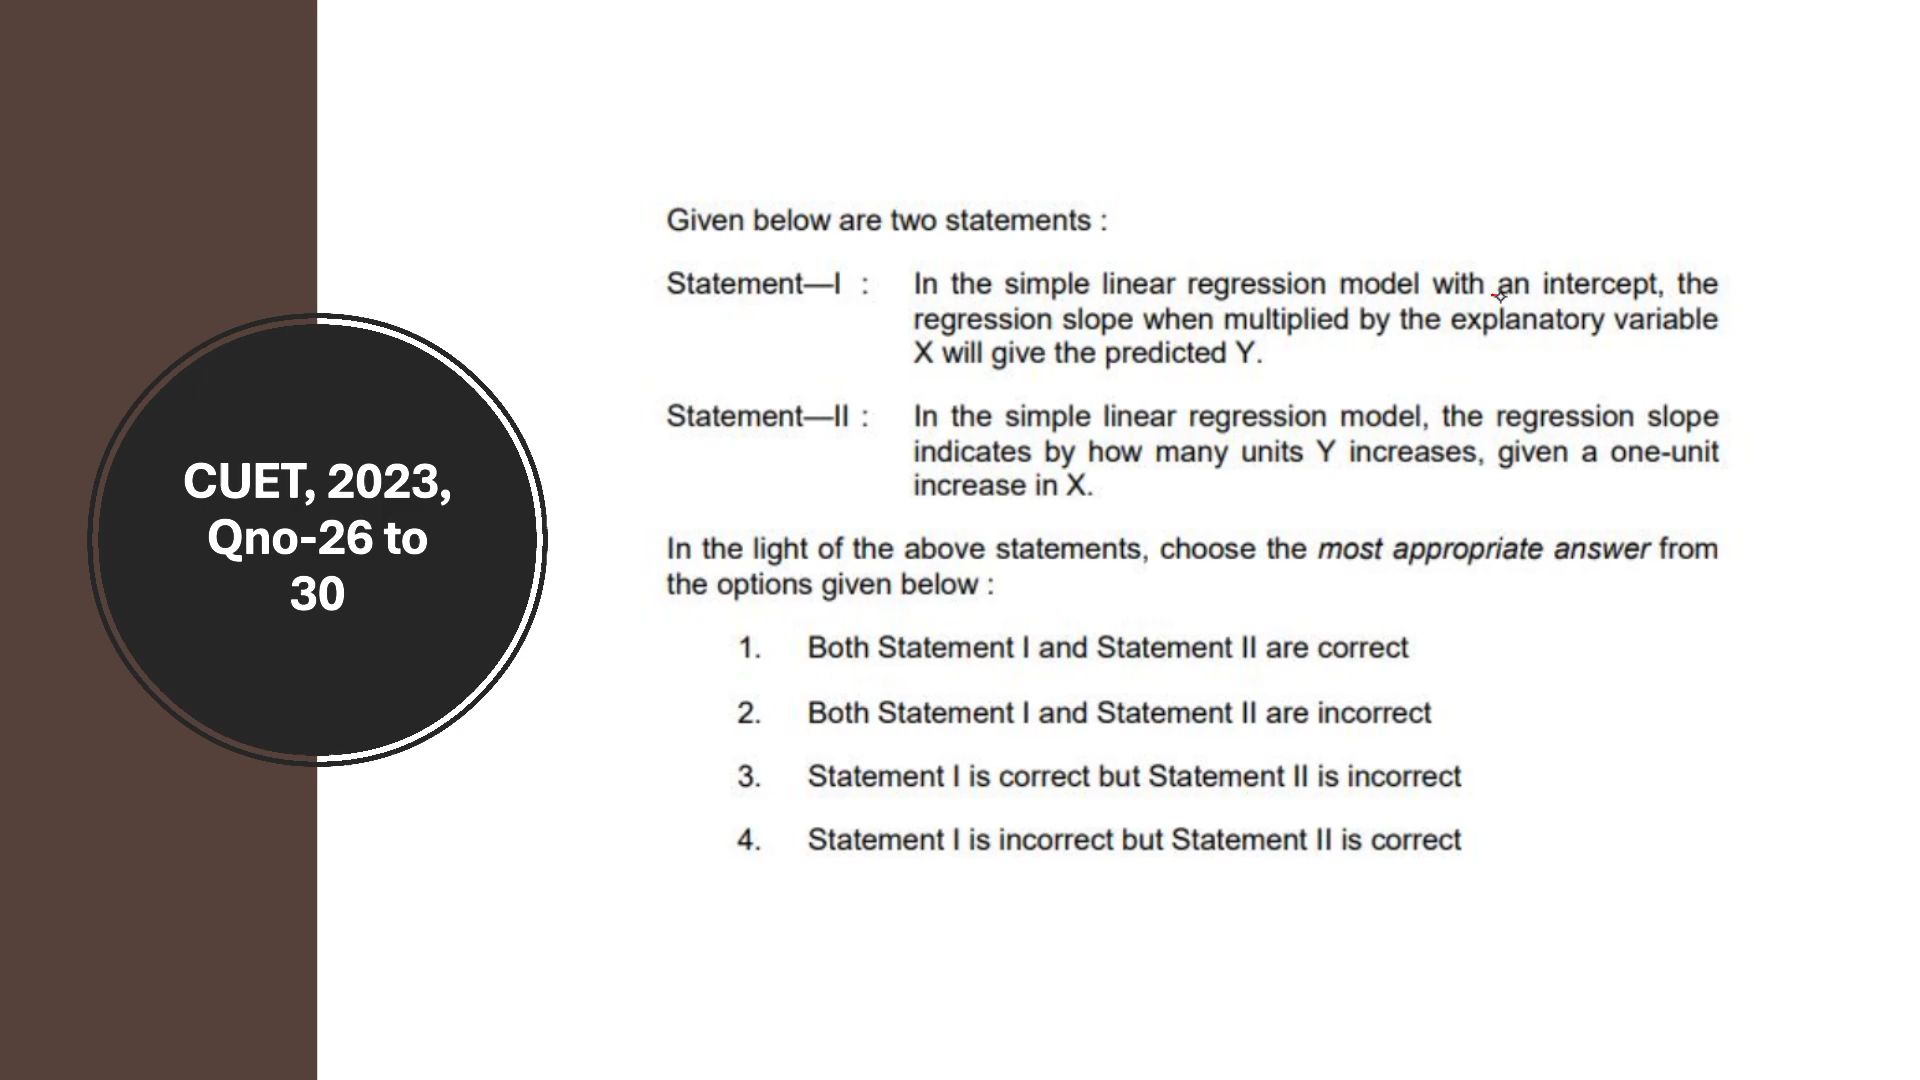 CUET, 2023,
Qno-26 to
30
Given below are two statements :
Statement—I : In the simple linear regression model with an intercept, the
regression slope when multiplied by the explanatory variable
X will give the predicted Y.
Statement—II : In the simple linear regression model, the regression slope
indicates by how many units Y increases, given a one-unit
increase in X.
In the light of the above statements, choose the most appropriate answer from
the options given below :
1. Both Statement I and Statement II are correct
2. Both Statement I and Statement II are incorrect
3. Statement I is correct but Statement II is incorrect
4. Statement I is incorrect but Statement II is correct